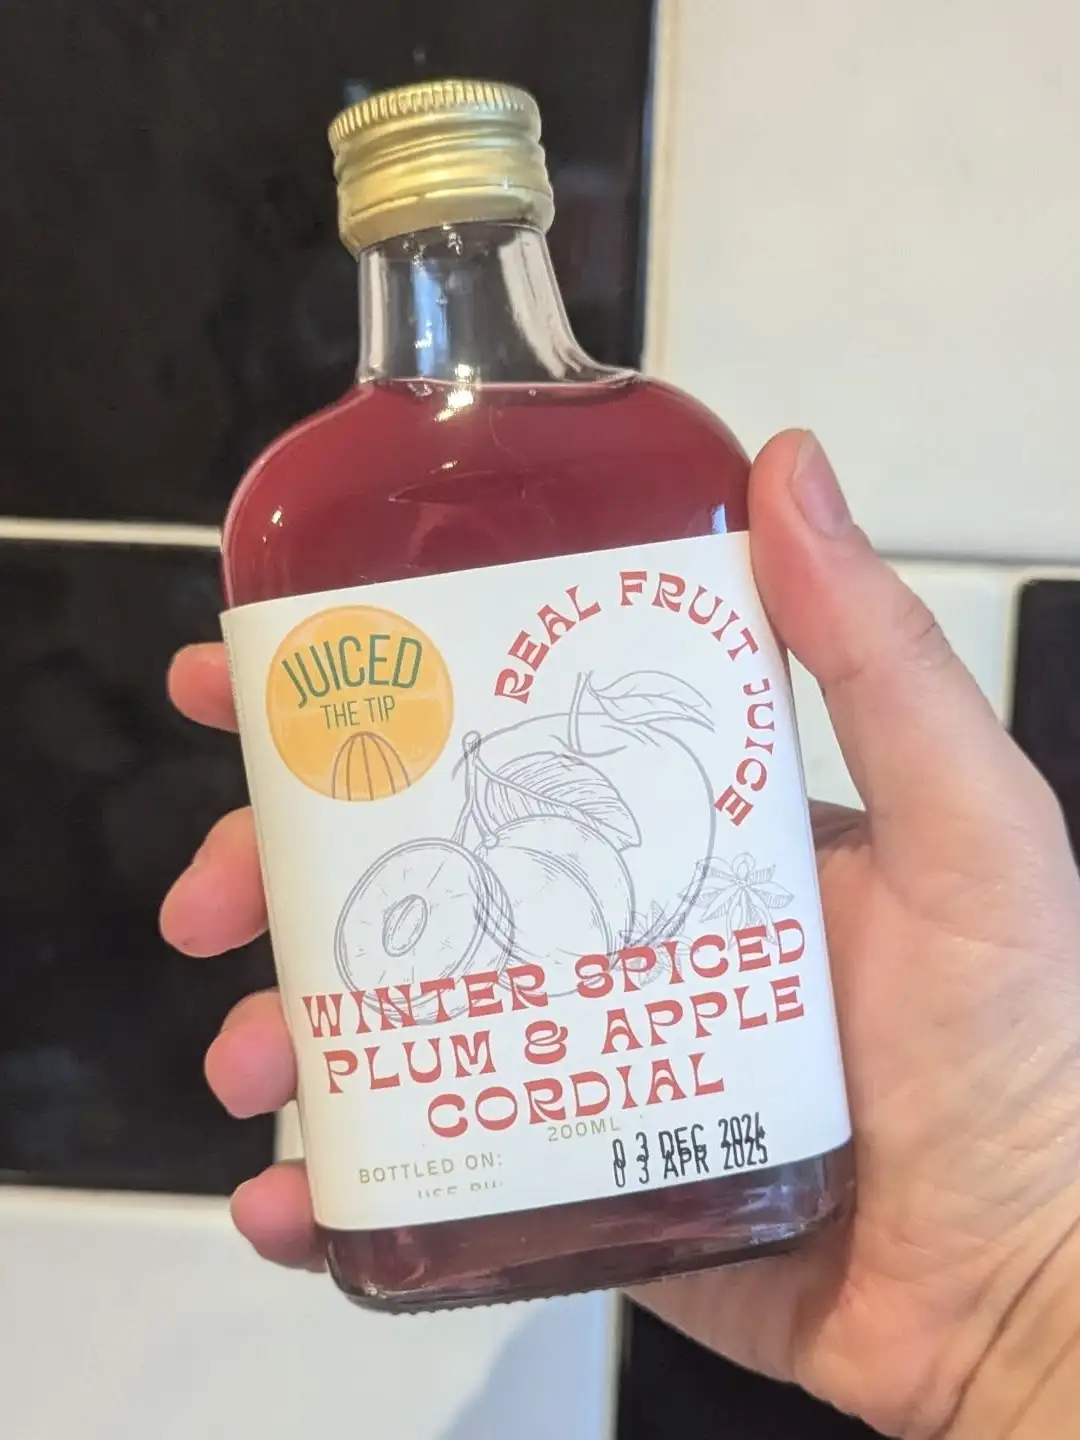 JUICED
THE TIP
REAL FRUIT JUICE
WINTER SPICED
PLUM & APPLE
CORDIAL
200ML
BOTTLED ON:
03 DEC 2024
03 APR 2025